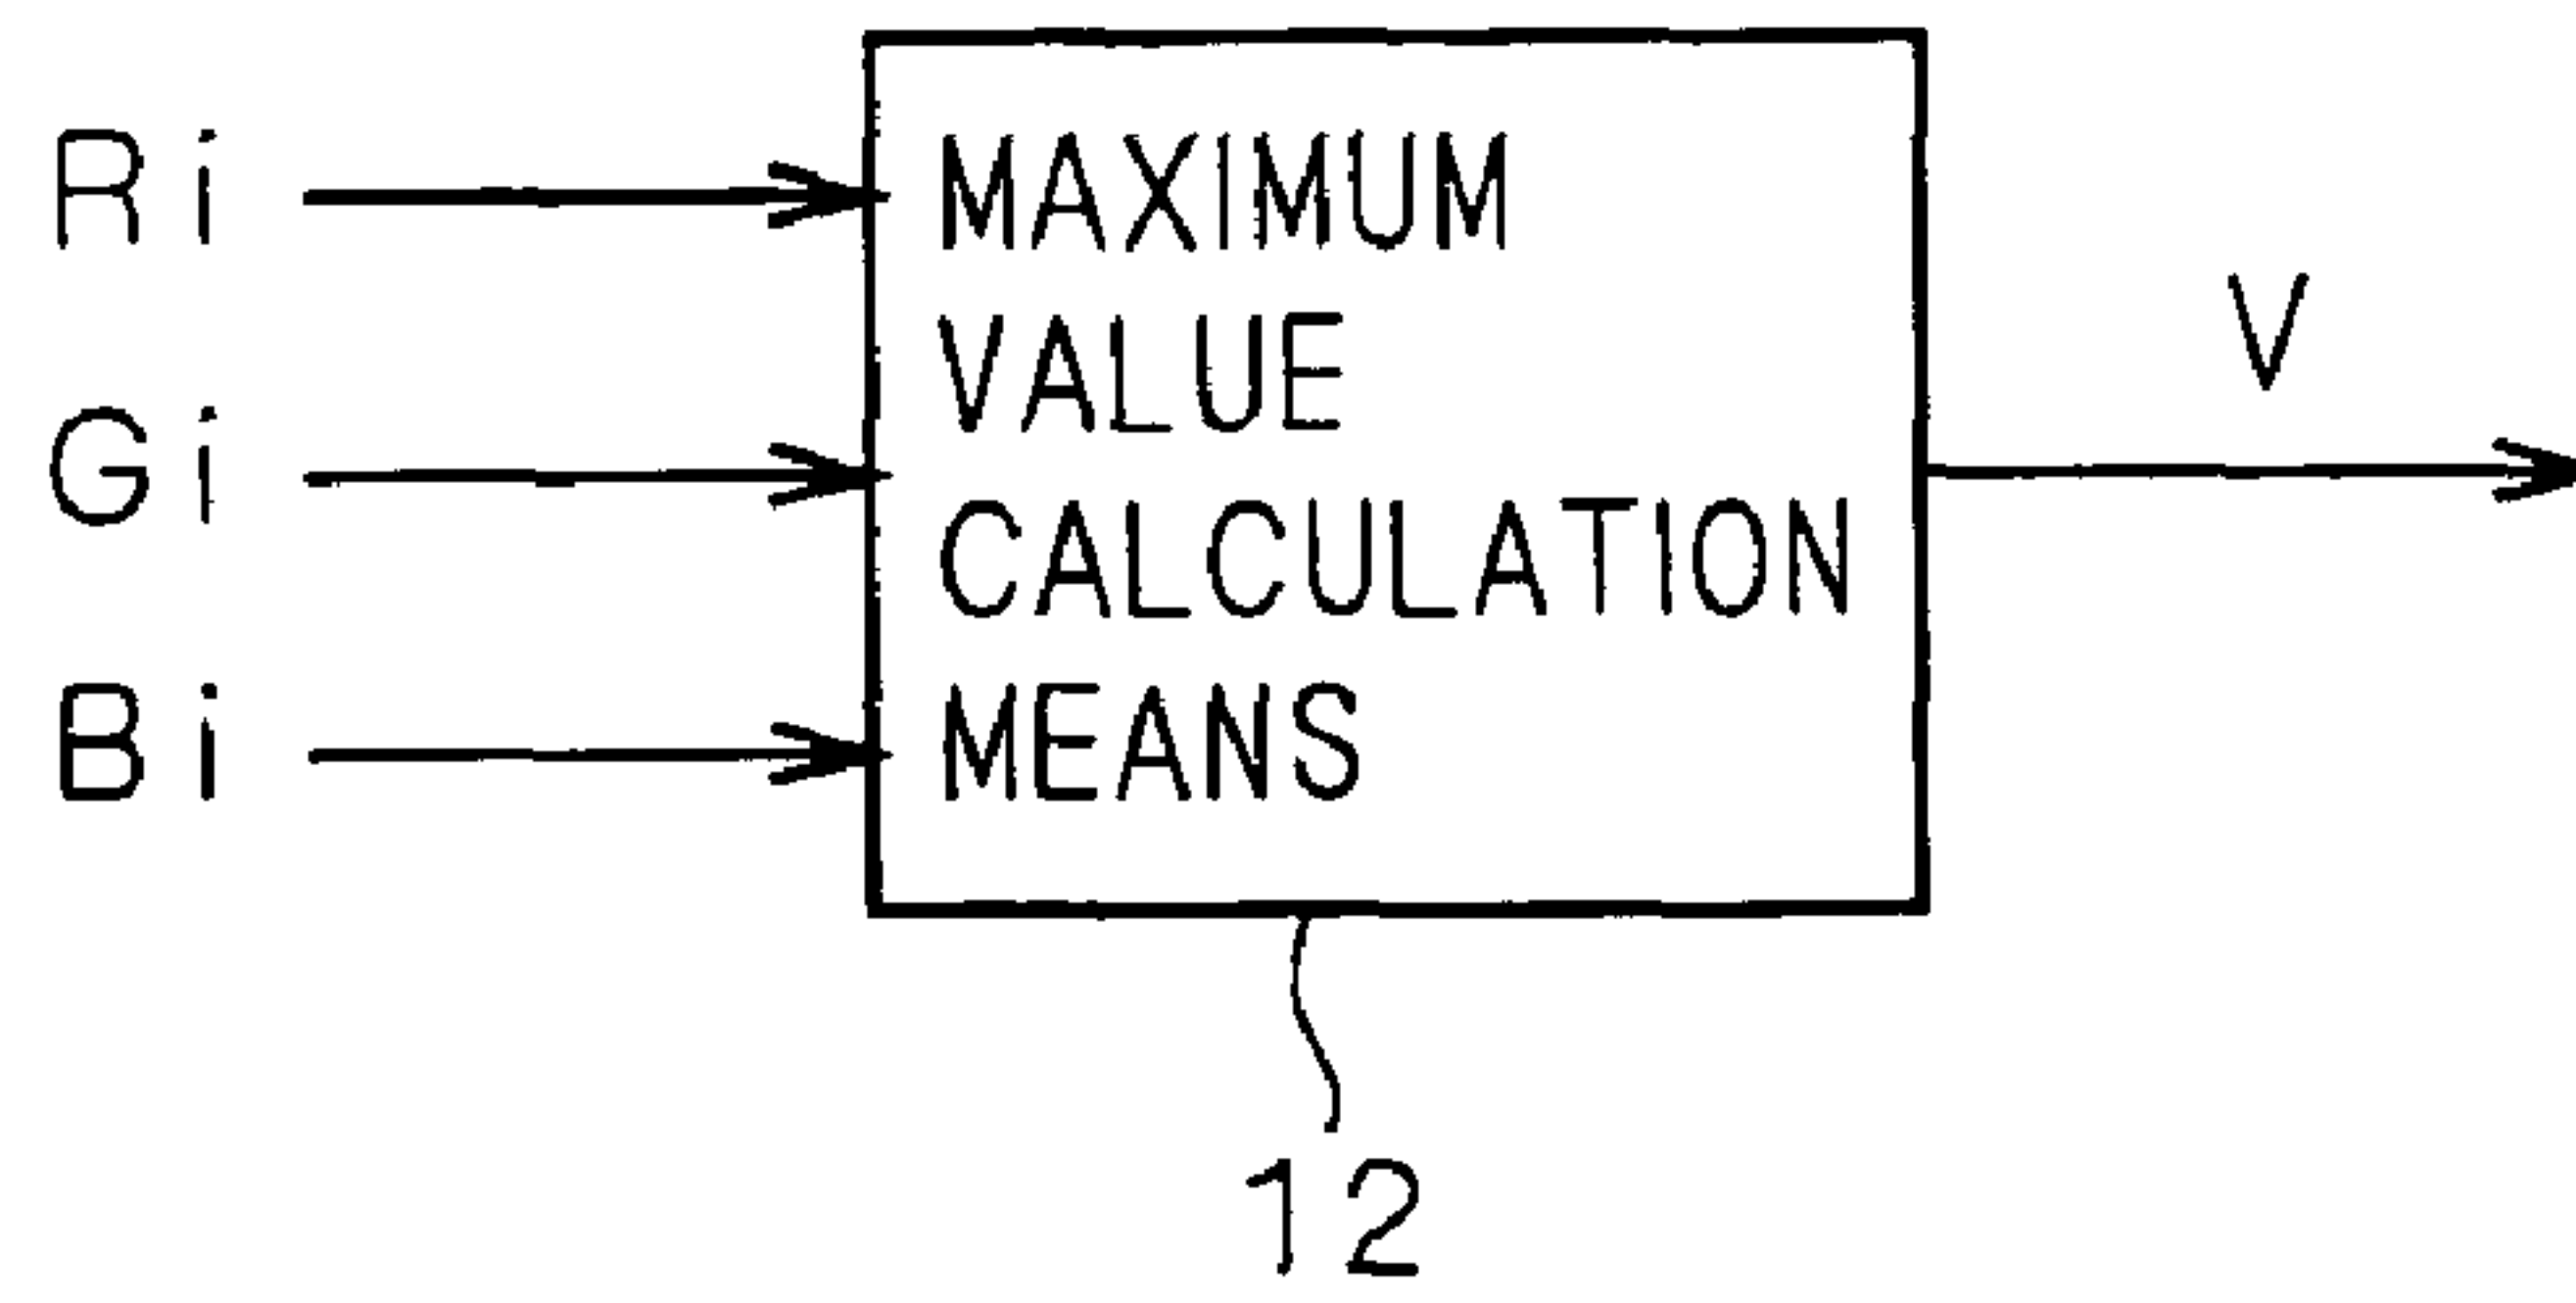 Ri
Gi
Bi
MAXIMUM
VALUE
CALCULATION
MEANS
V
12